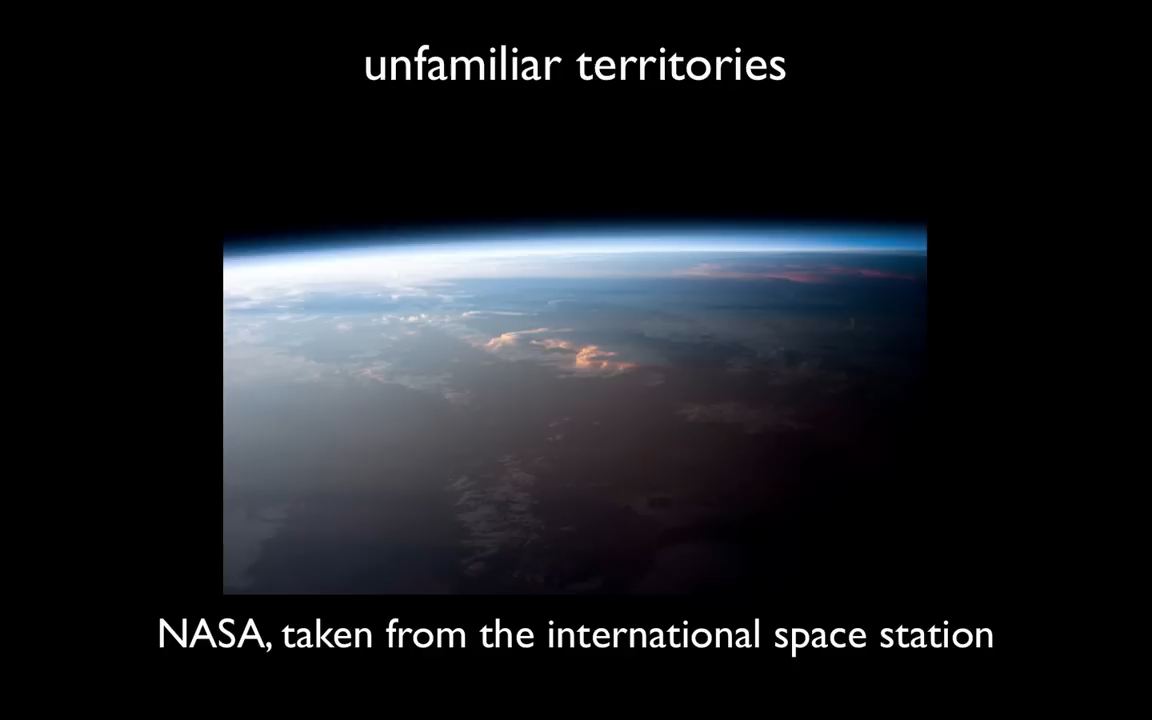 unfamiliar territories
NASA, taken from the international space station